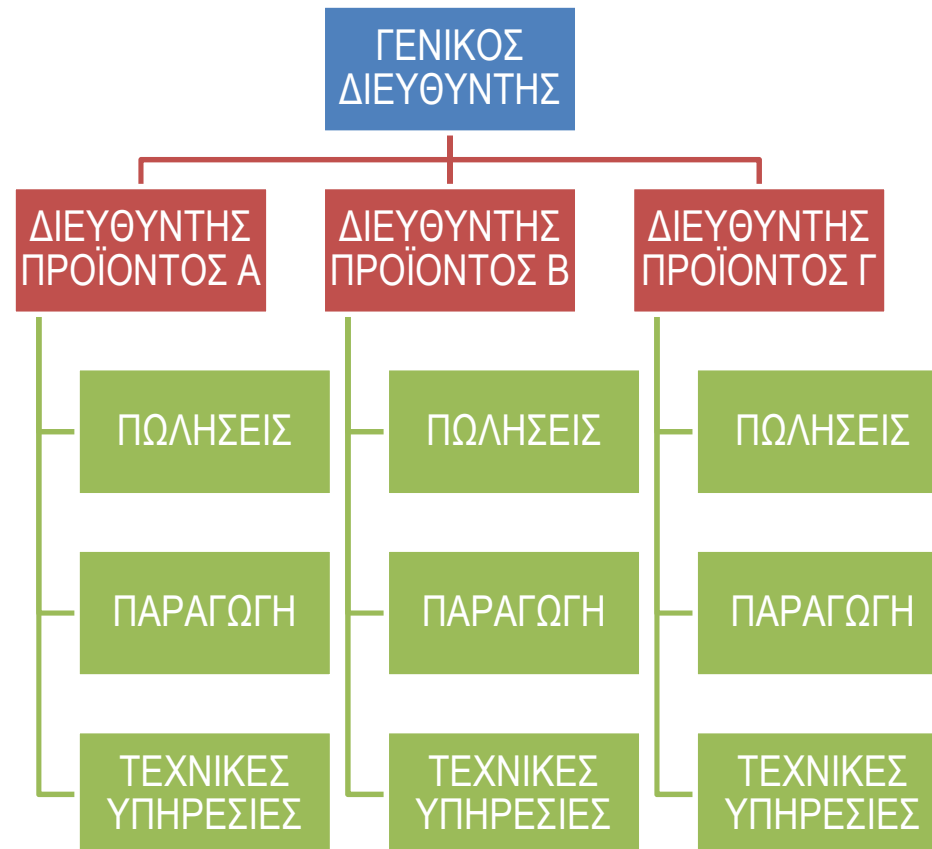 ΓΕΝΙΚΟΣ
ΔΙΕΥΘΥΝΤΗΣ
ΔΙΕΥΘΥΝΤΗΣ
ΠΡΟΪΟΝΤΟΣ Α
ΔΙΕΥΘΥΝΤΗΣ
ΠΡΟΪΟΝΤΟΣ Β
ΔΙΕΥΘΥΝΤΗΣ
ΠΡΟΪΟΝΤΟΣ Γ
ΠΩΛΗΣΕΙΣ
ΠΑΡΑΓΩΓΗ
ΤΕΧΝΙΚΕΣ
ΥΠΗΡΕΣΙΕΣ
ΠΩΛΗΣΕΙΣ
ΠΑΡΑΓΩΓΗ
ΤΕΧΝΙΚΕΣ
ΥΠΗΡΕΣΙΕΣ
ΠΩΛΗΣΕΙΣ
ΠΑΡΑΓΩΓΗ
ΤΕΧΝΙΚΕΣ
ΥΠΗΡΕΣΙΕΣ